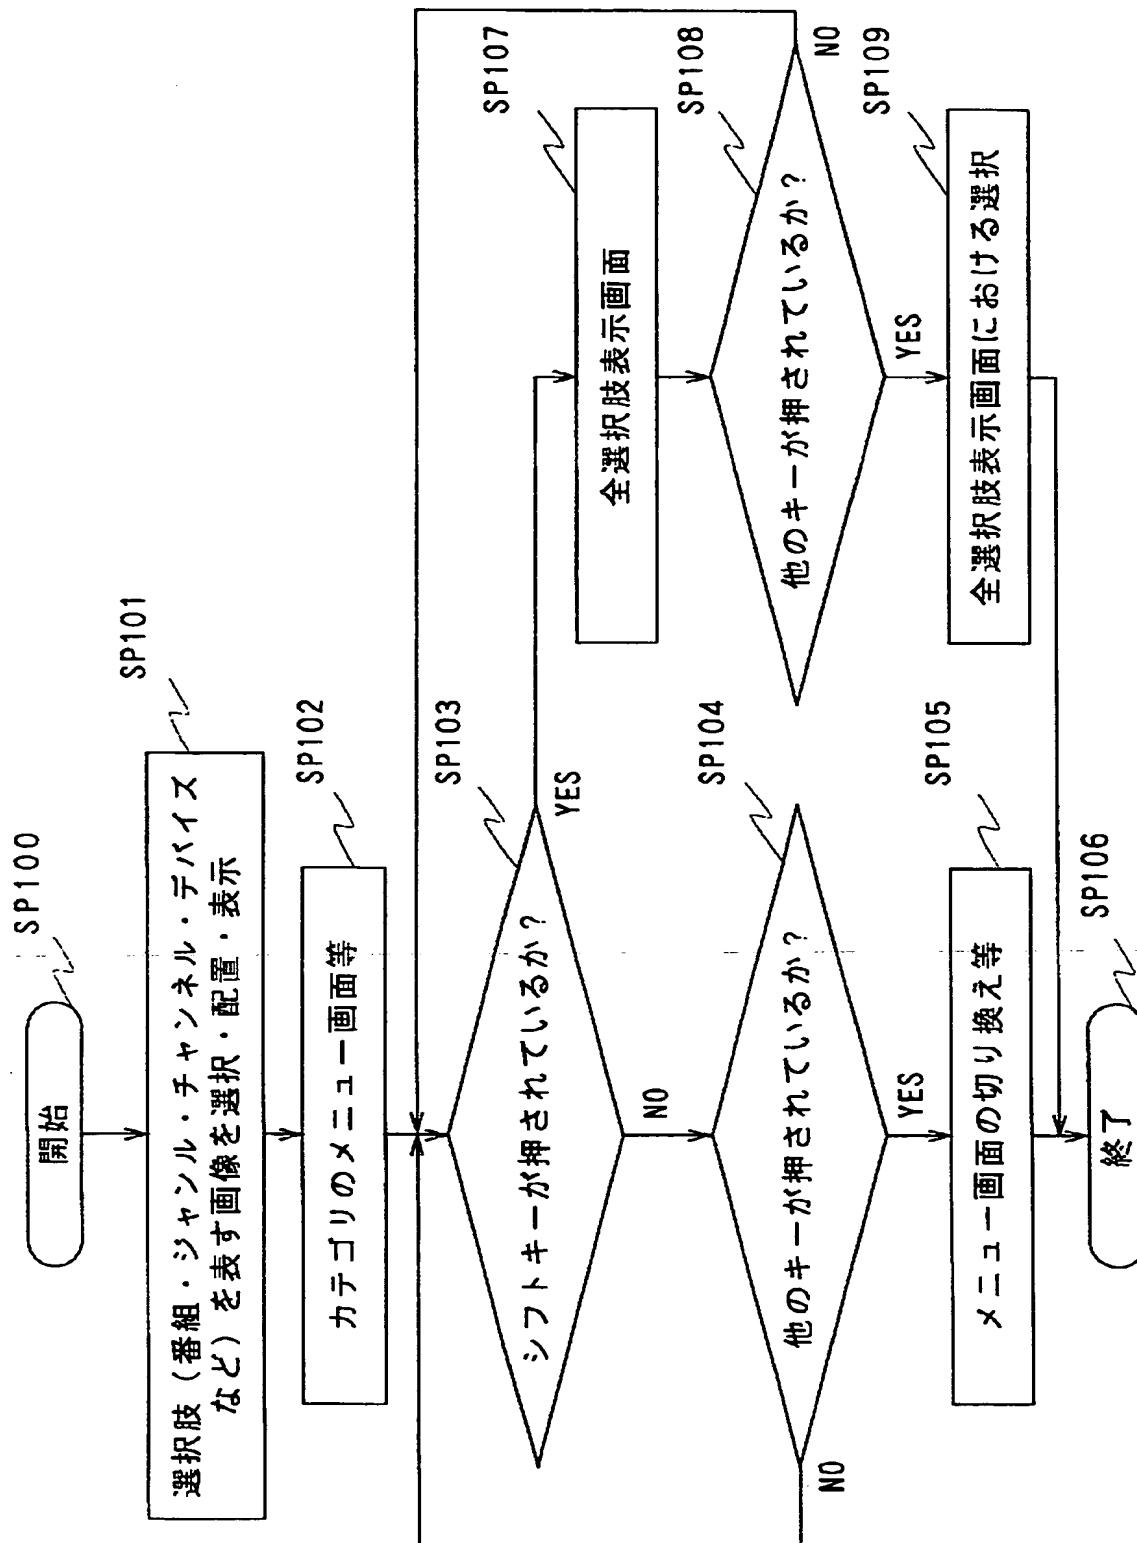 SP100
開始
SP101
選択肢（番組・ジャンル・チャンネル・デバイス
など）を表す画像を選択・配置・表示
SP102
カテゴリのメニュー画面等
SP103
シフトキーが押されているか?
YES
NO
SP104
他のキーが押されているか?
NO
YES
SP105
メニュー画面の切り換え等
SP106
終了
SP107
全選択肢表示画面
SP108
他のキーが押されているか?
NO
YES
SP109
全選択肢表示画面における選択